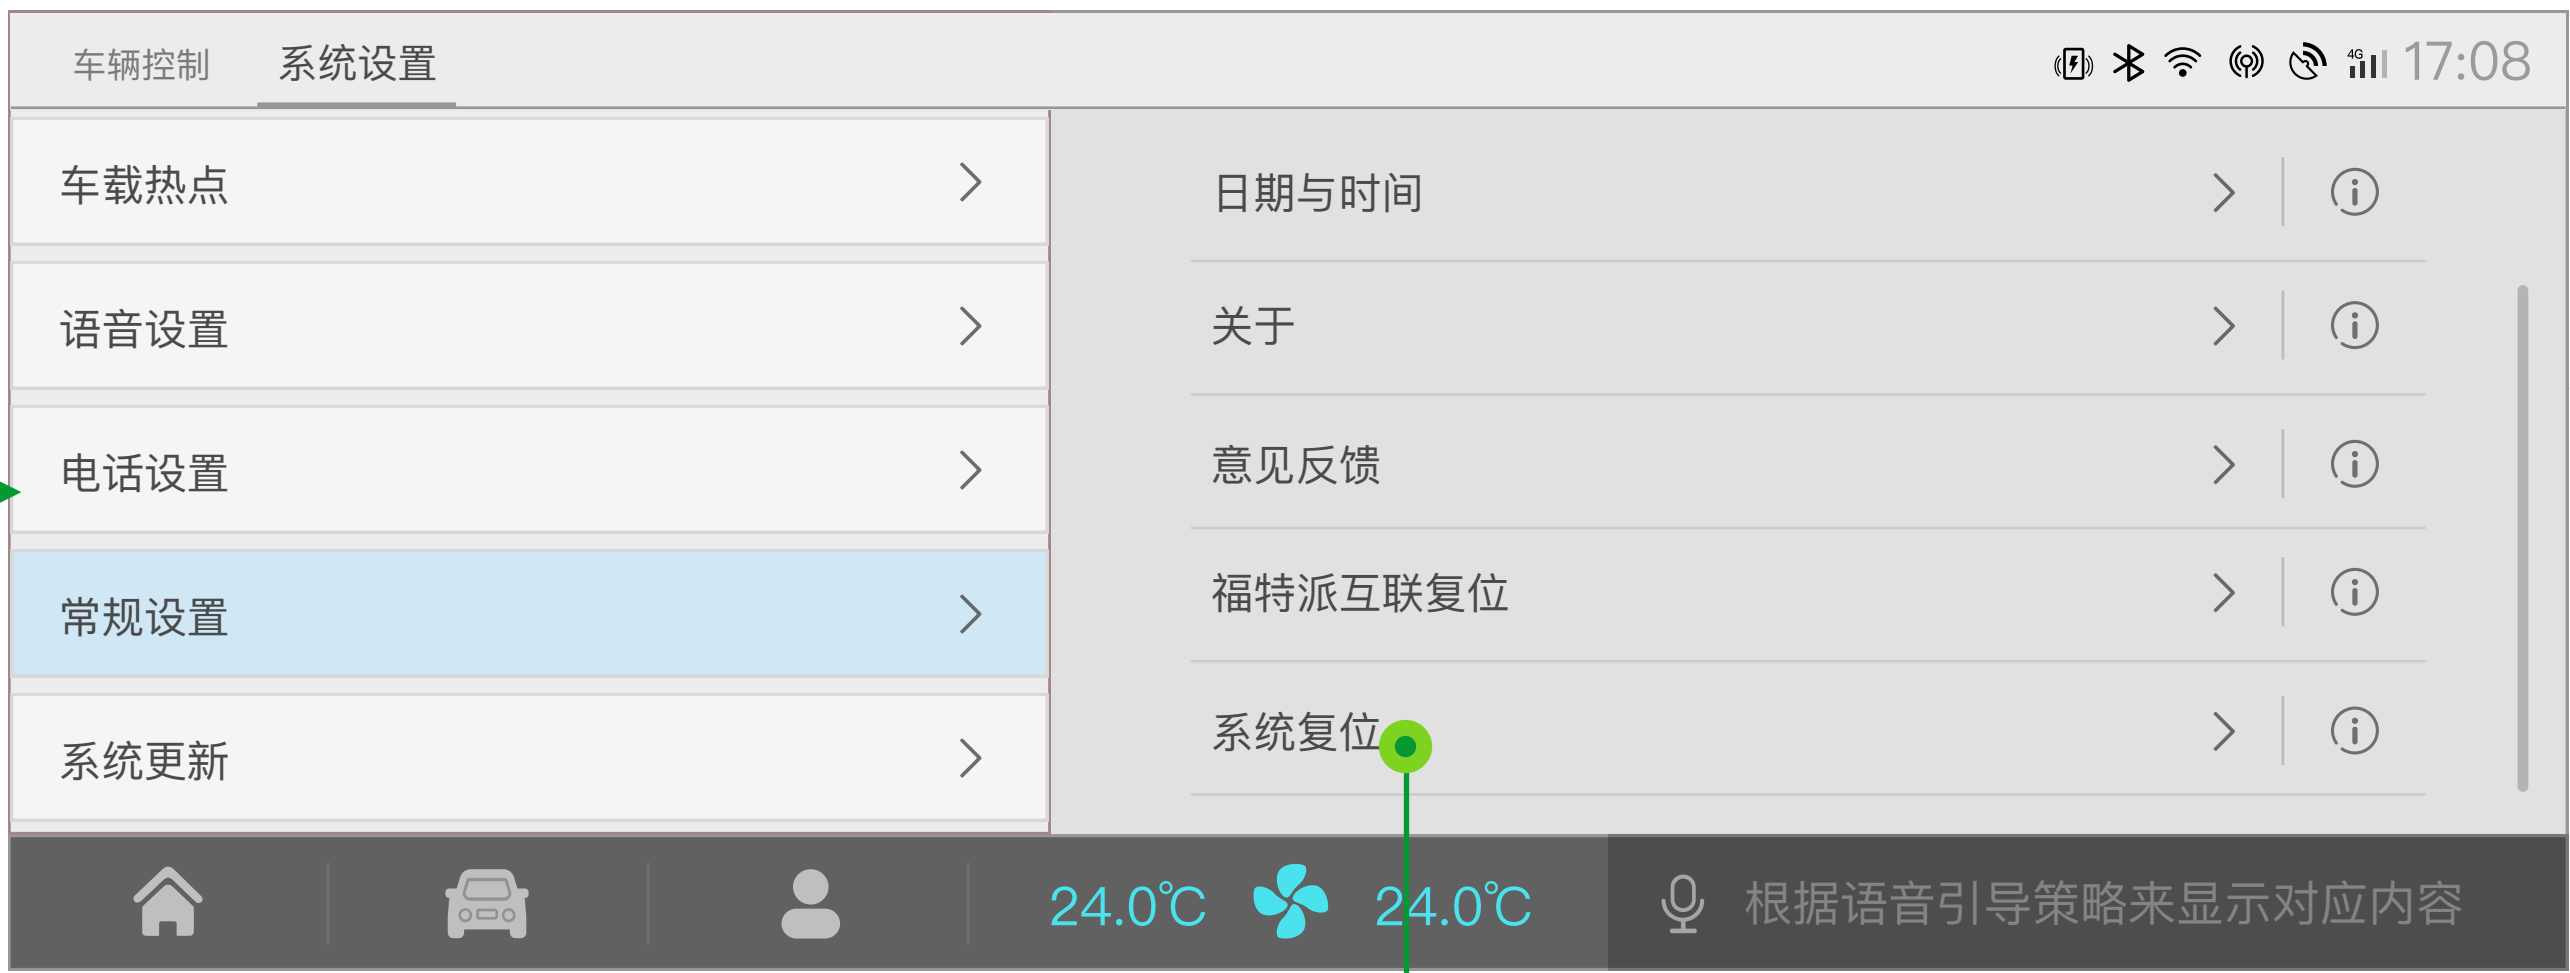 车辆控制 系统设置 4G 17:08
车载热点
语音设置
电话设置
常规设置
系统更新
日期与时间
关于
意见反馈
福特派互联复位
系统复位
24.0℃ 24.0℃ 根据语音引导策略来显示对应内容